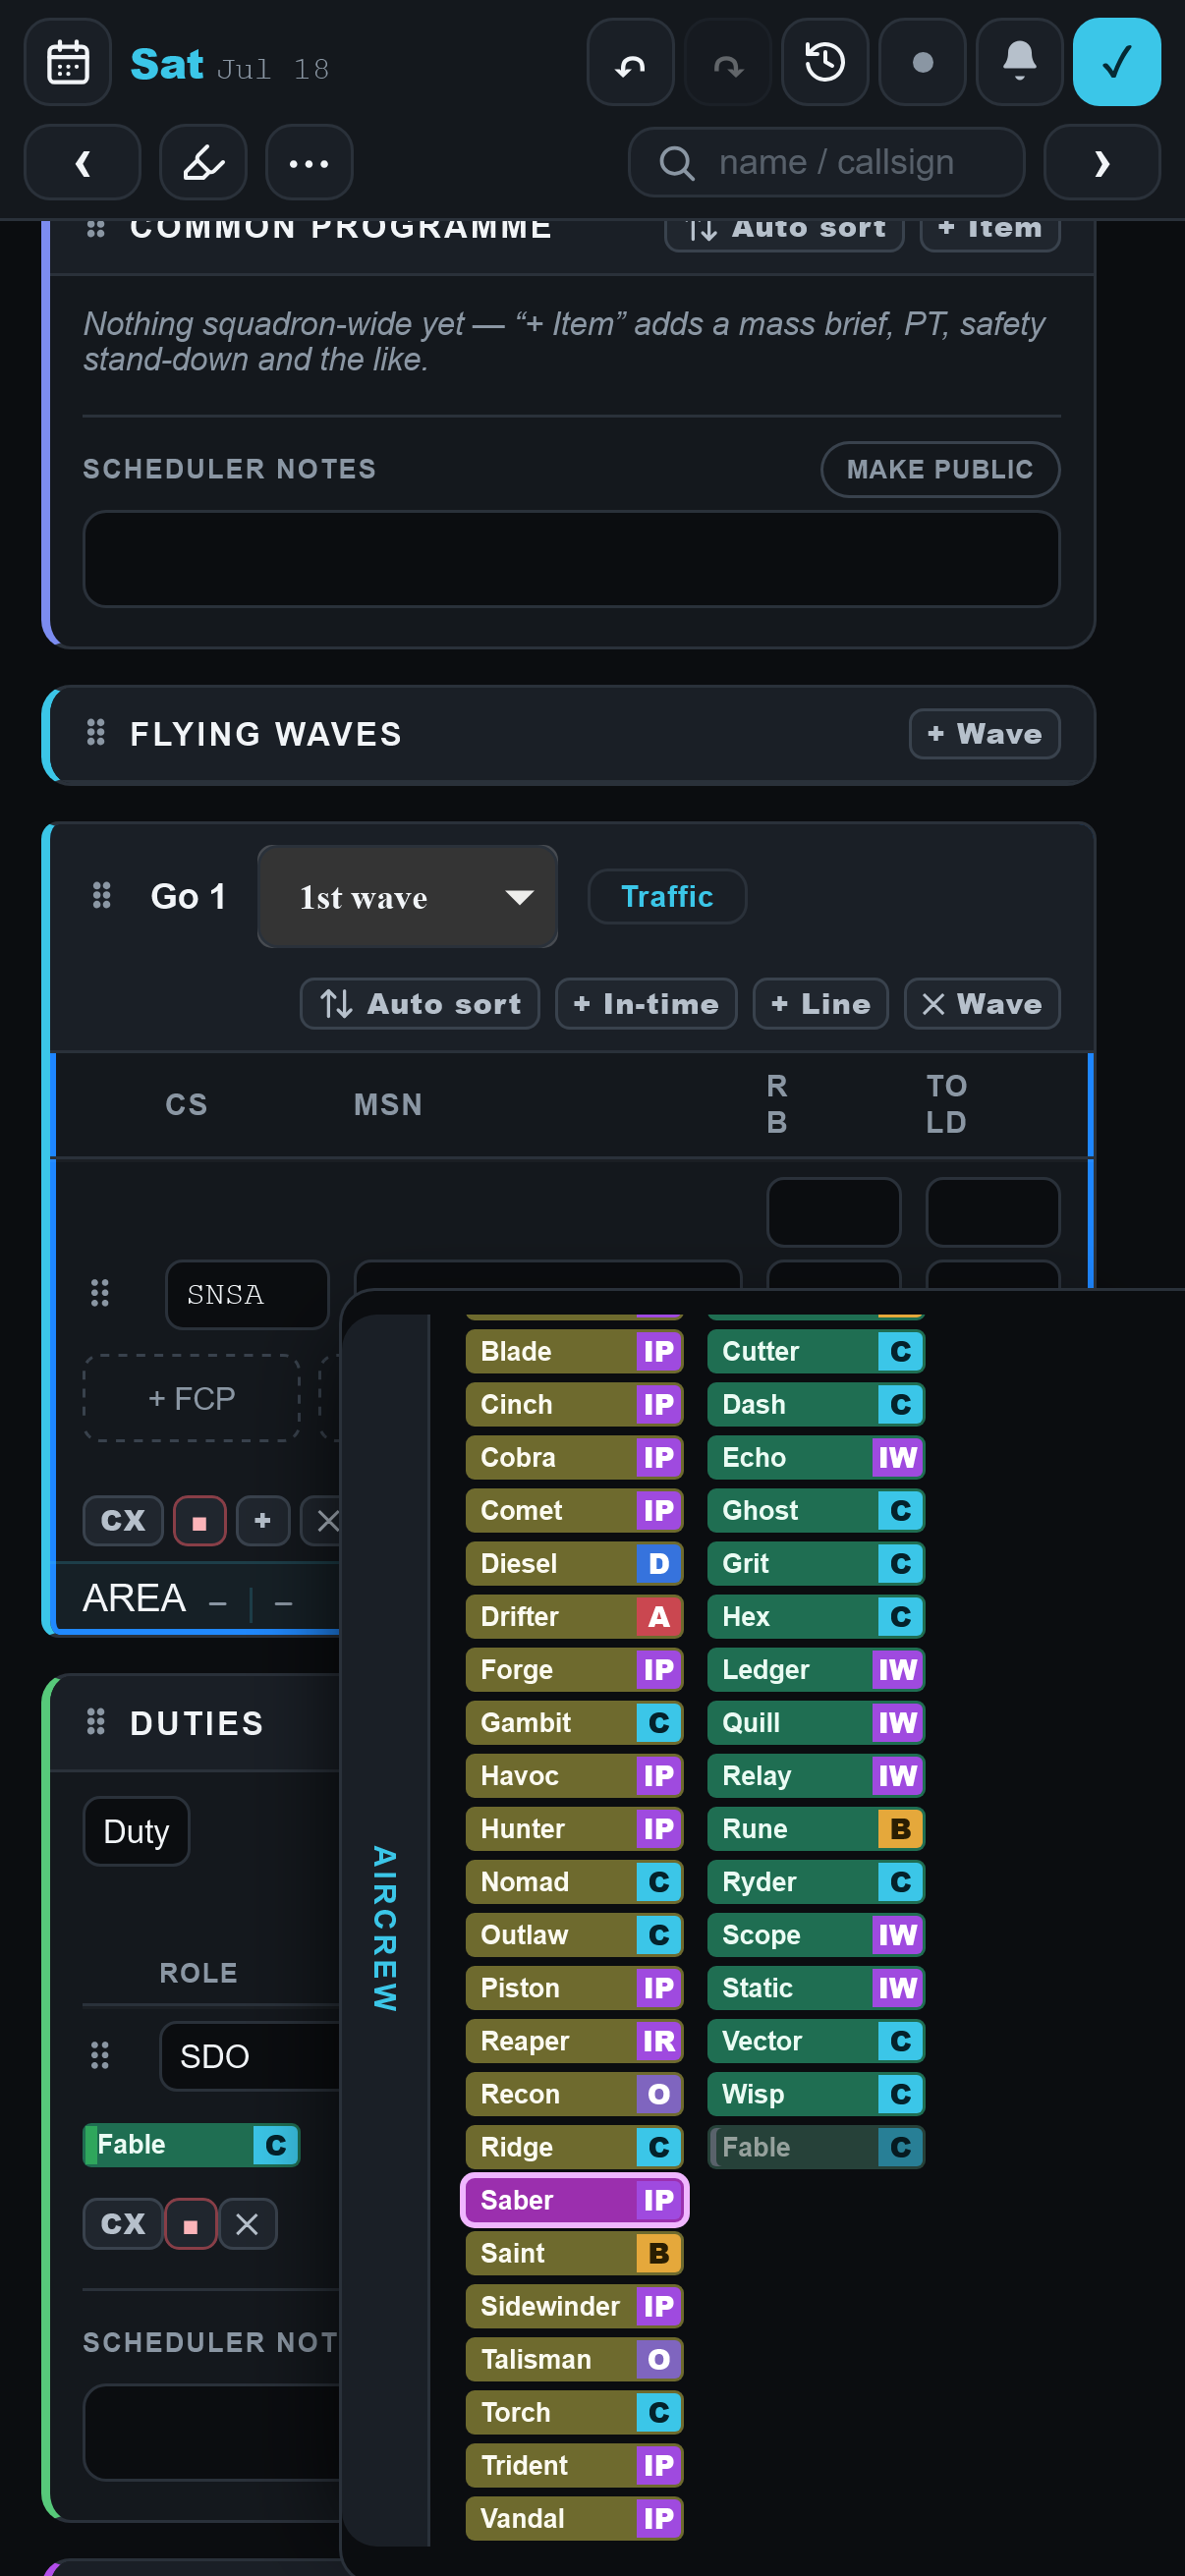 Sat Jul 18
name / callsign
COMMON PROGRAMME
Auto sort
+ Item
Nothing squadron-wide yet — “+ Item” adds a mass brief, PT, safety
stand-down and the like.
SCHEDULER NOTES
MAKE PUBLIC
FLYING WAVES
+ Wave
Go 1
1st wave
Traffic
Auto sort
+ In-time
+ Line
× Wave
CS
MSN
R
B
TO
LD
SNSA
+ FCP
CX
+
×
AREA – | –
DUTIES
Duty
ROLE
SDO
Fable C
CX
×
SCHEDULER NOT
AIRCREW
Blade IP
Cinch IP
Cobra IP
Comet IP
Diesel D
Drifter A
Forge IP
Gambit C
Havoc IP
Hunter IP
Nomad C
Outlaw C
Piston IP
Reaper IR
Recon O
Ridge C
Saber IP
Saint B
Sidewinder IP
Talisman O
Torch C
Trident IP
Vandal IP
Cutter C
Dash C
Echo IW
Ghost C
Grit C
Hex C
Ledger IW
Quill IW
Relay IW
Rune B
Ryder C
Scope IW
Static IW
Vector C
Wisp C
Fable C